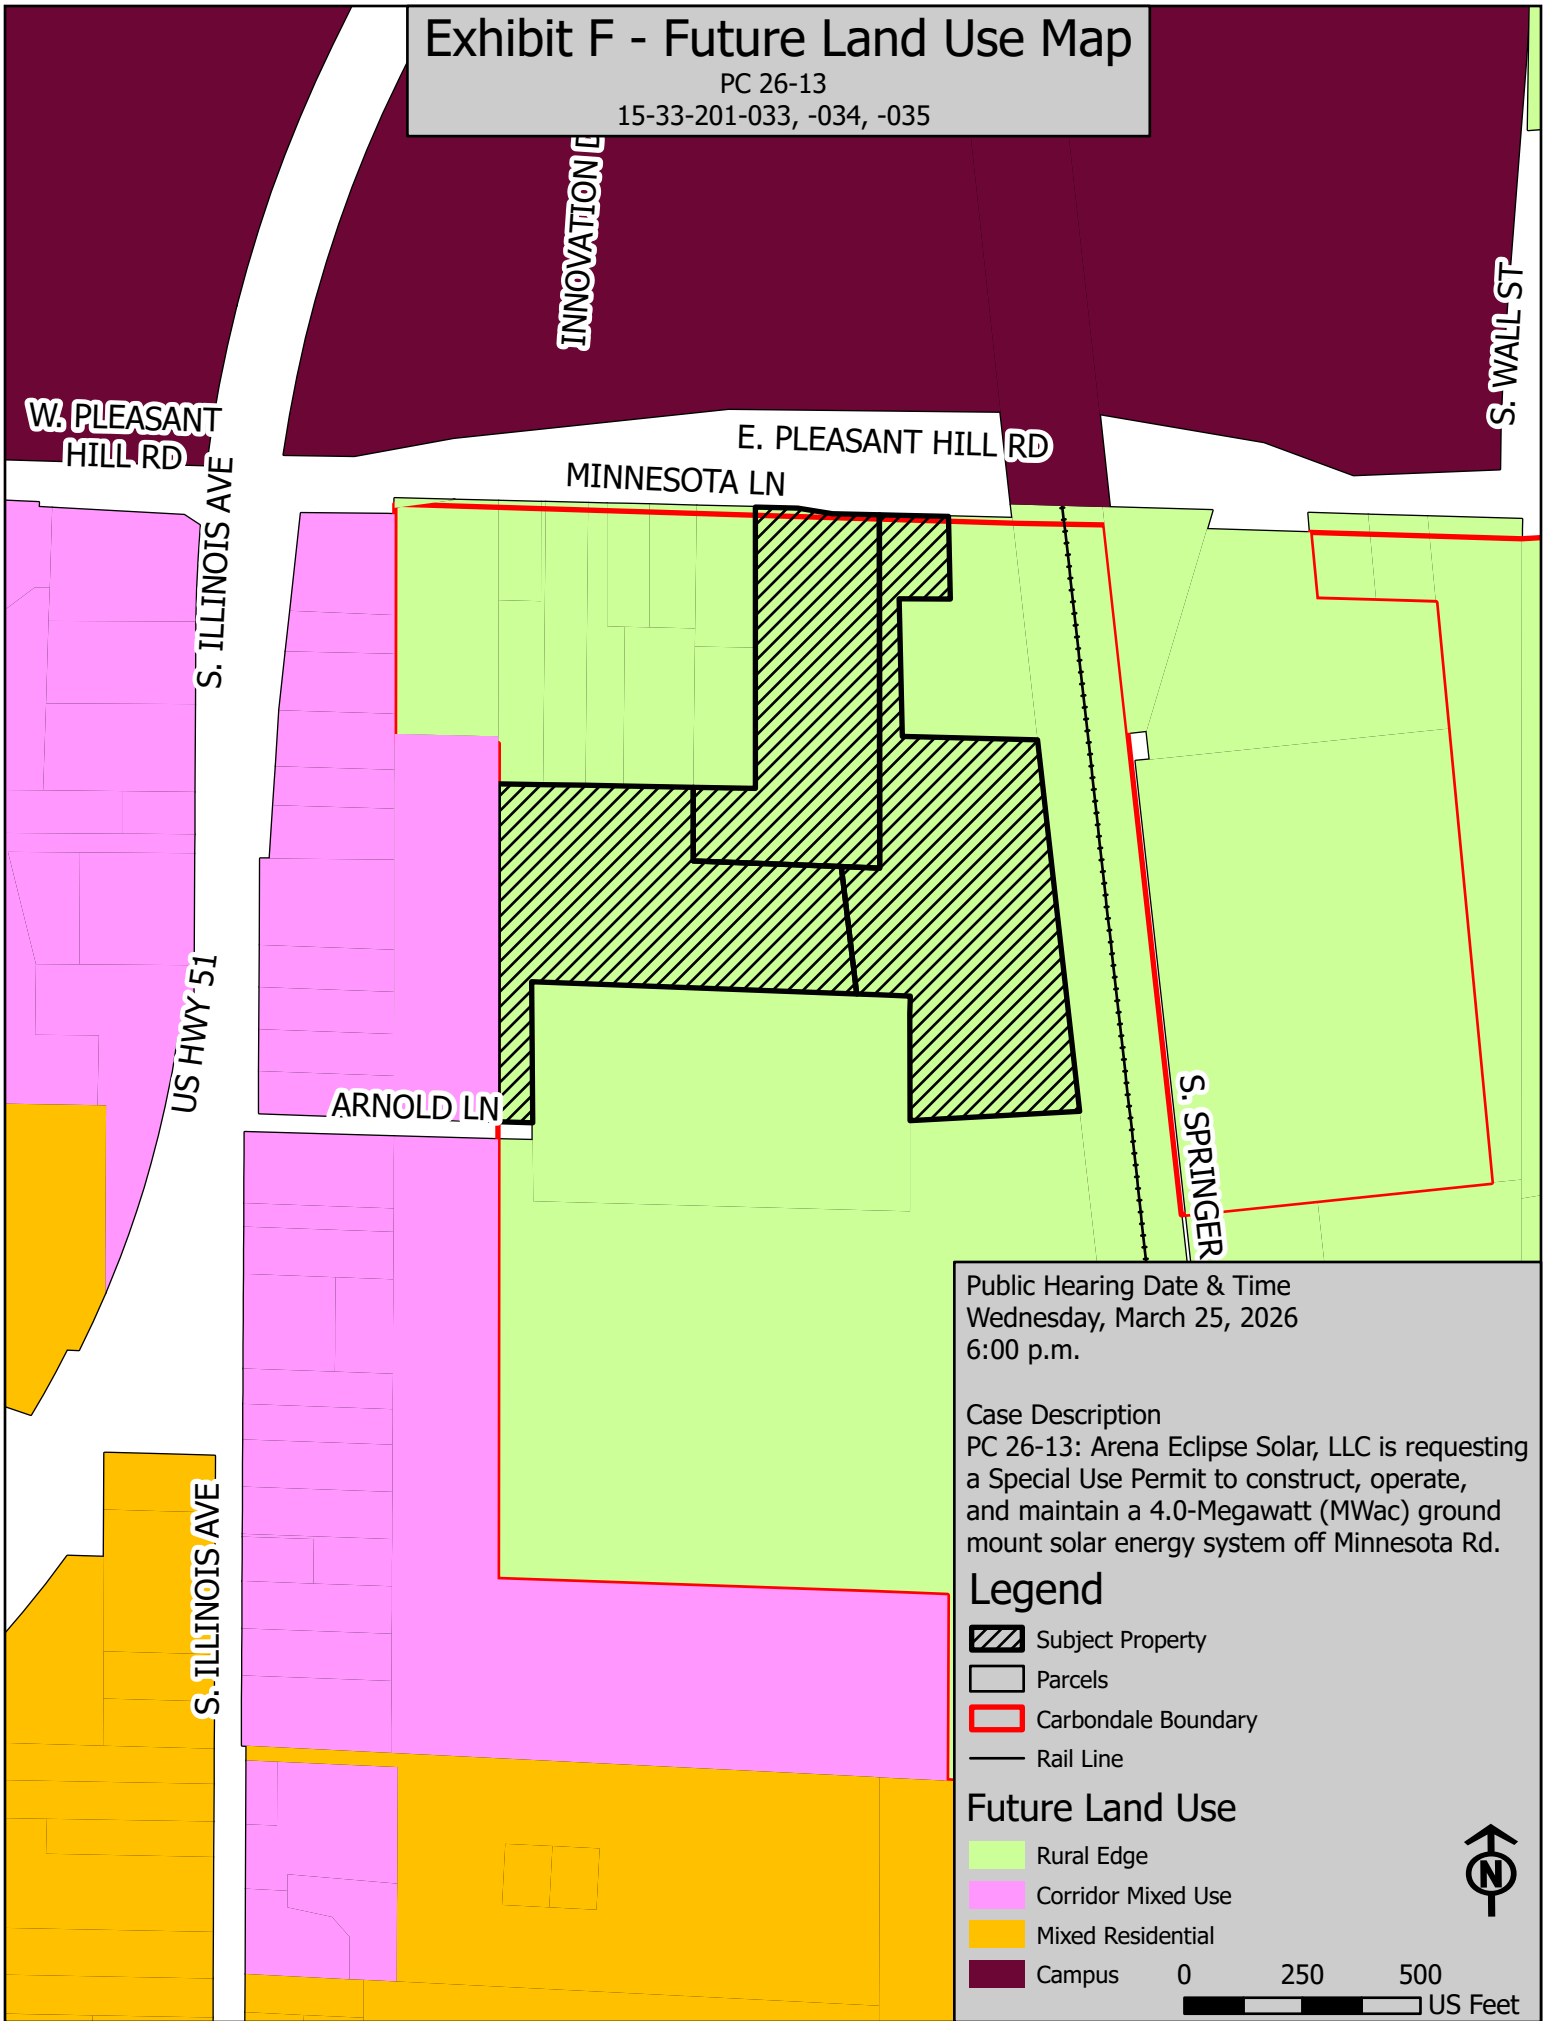 Exhibit F - Future Land Use Map
PC 26-13
15-33-201-033, -034, -035
INNOVATION
S. WALL ST
W. PLEASANT
HILL RD
E. PLEASANT HILL RD
MINNESOTA LN
S. ILLINOIS AVE
US HWY 51
ARNOLD LN
S. SPRINGER
S. ILLINOIS AVE
Public Hearing Date & Time
Wednesday, March 25, 2026
6:00 p.m.
Case Description
PC 26-13: Arena Eclipse Solar, LLC is requesting
a Special Use Permit to construct, operate,
and maintain a 4.0-Megawatt (MWac) ground
mount solar energy system off Minnesota Rd.
Legend
Subject Property
Parcels
Carbondale Boundary
Rail Line
Future Land Use
Rural Edge
Corridor Mixed Use
Mixed Residential
Campus
N
0 250 500
US Feet